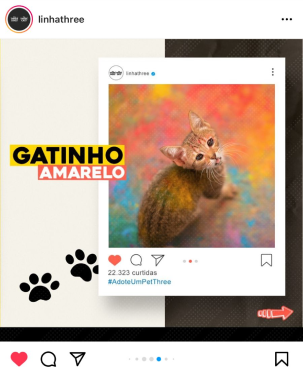 linhathree
linhathree
GATINHO
AMARELO
22.323 curtidas
#AdoteUmPetThree